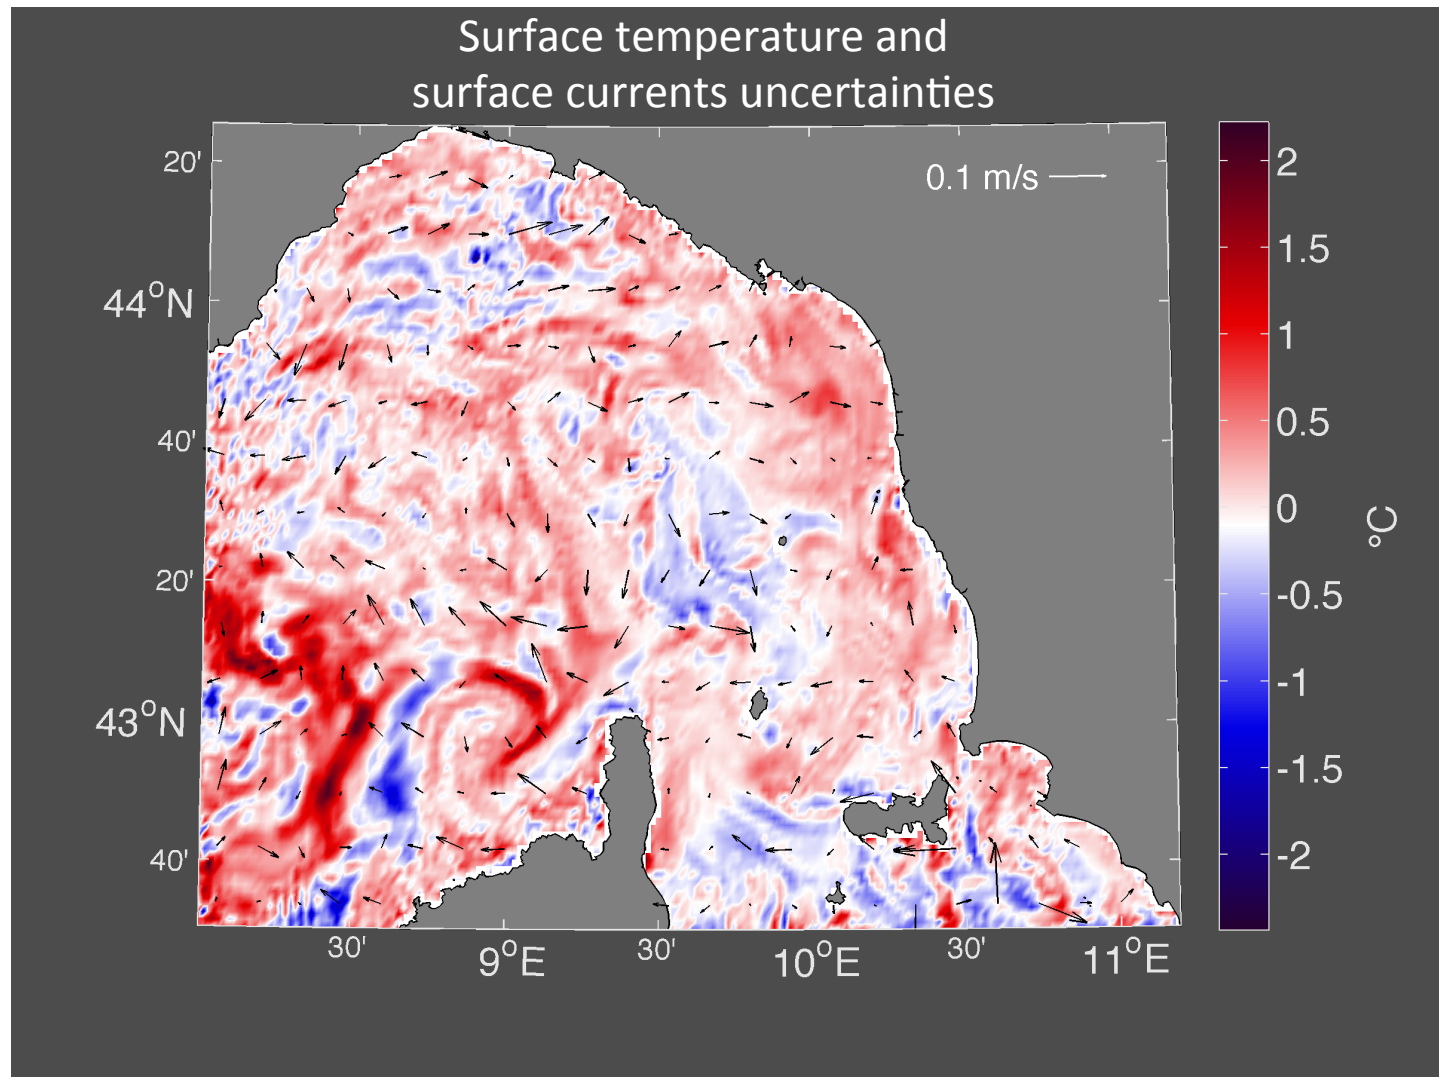 Surface temperature and
surface currents uncertainties
0.1 m/s
20'
44°N
40'
20'
43°N
40'
30'
9°E
30'
10°E
30'
11°E
2
1.5
1
0.5
0
-0.5
-1
-1.5
-2
°C